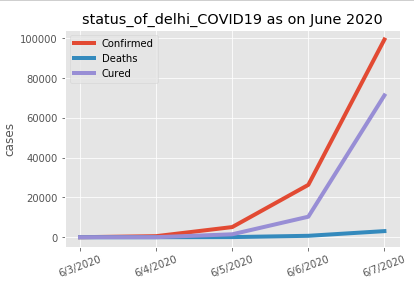 status_of_delhi_COVID19 as on June 2020
Confirmed
Deaths
Cured
cases
100000
80000
60000
40000
20000
0
6/3/2020
6/4/2020
6/5/2020
6/6/2020
6/7/2020